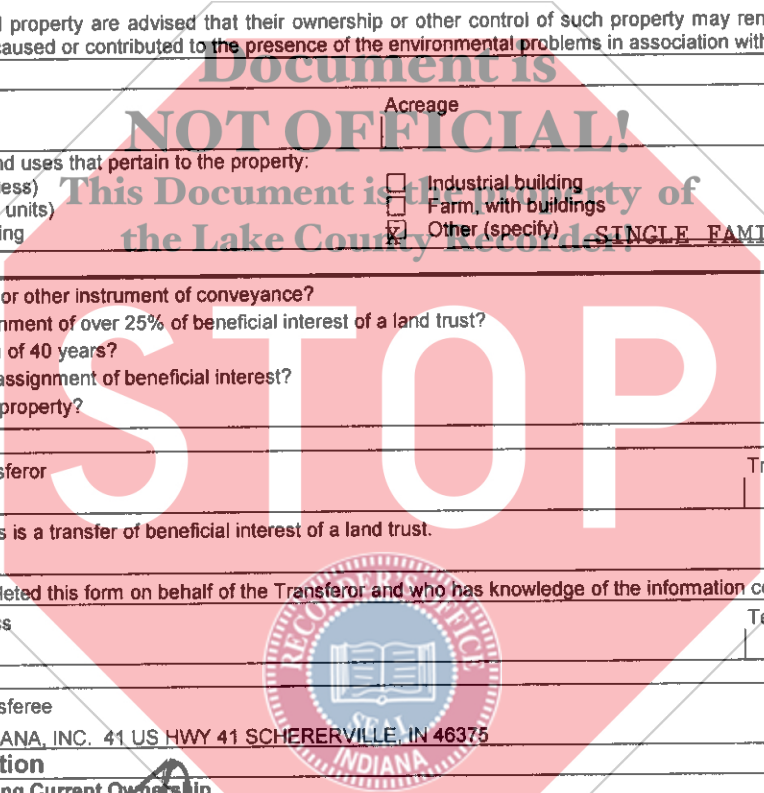 property are advised that their ownership or other control of such property may ren
caused or contributed to the presence of the environmental problems in association with
Document is
Acreage
NOT OFFICIAL!
nd uses that pertain to the property:
ess)
Industrial building
This Document is the property of
units)
Farm, with buildings
ing
X Other (specify) SINGLE FAMI
the Lake County Recorder!
or other instrument of conveyance?
nment of over 25% of beneficial interest of a land trust?
of 40 years?
assignment of beneficial interest?
property?
STOP
sferor
Tr
s is a transfer of beneficial interest of a land trust.
leted this form on behalf of the Transferor and who has knowledge of the information co
s
Te
RECORDER'S OFFICE
SEAL
INDIANA
sferee
ANA, INC. 41 US HWY 41 SCHERERVILLE, IN 46375
tion
ng Current Ownership